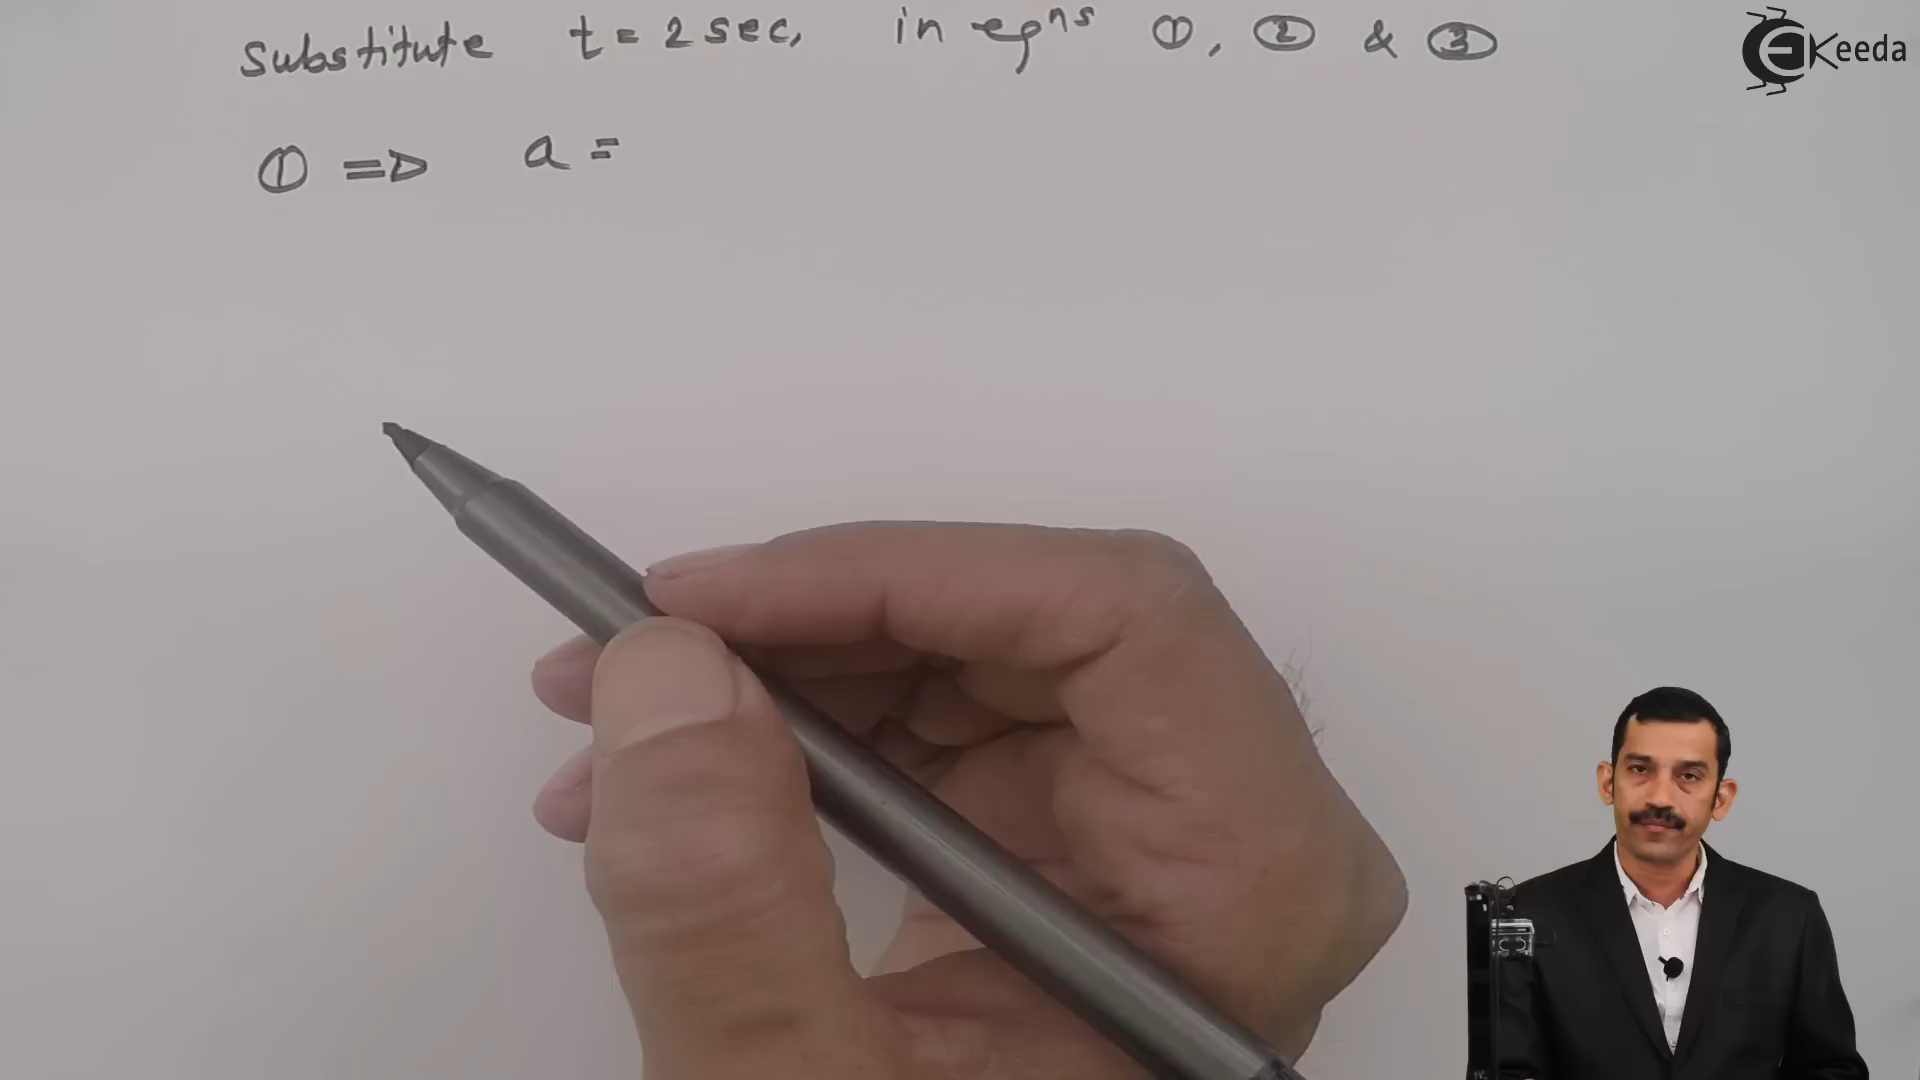 Substitute t = 2 sec, in eqⁿˢ ①, ② & ③
Ekeeda
① => a =